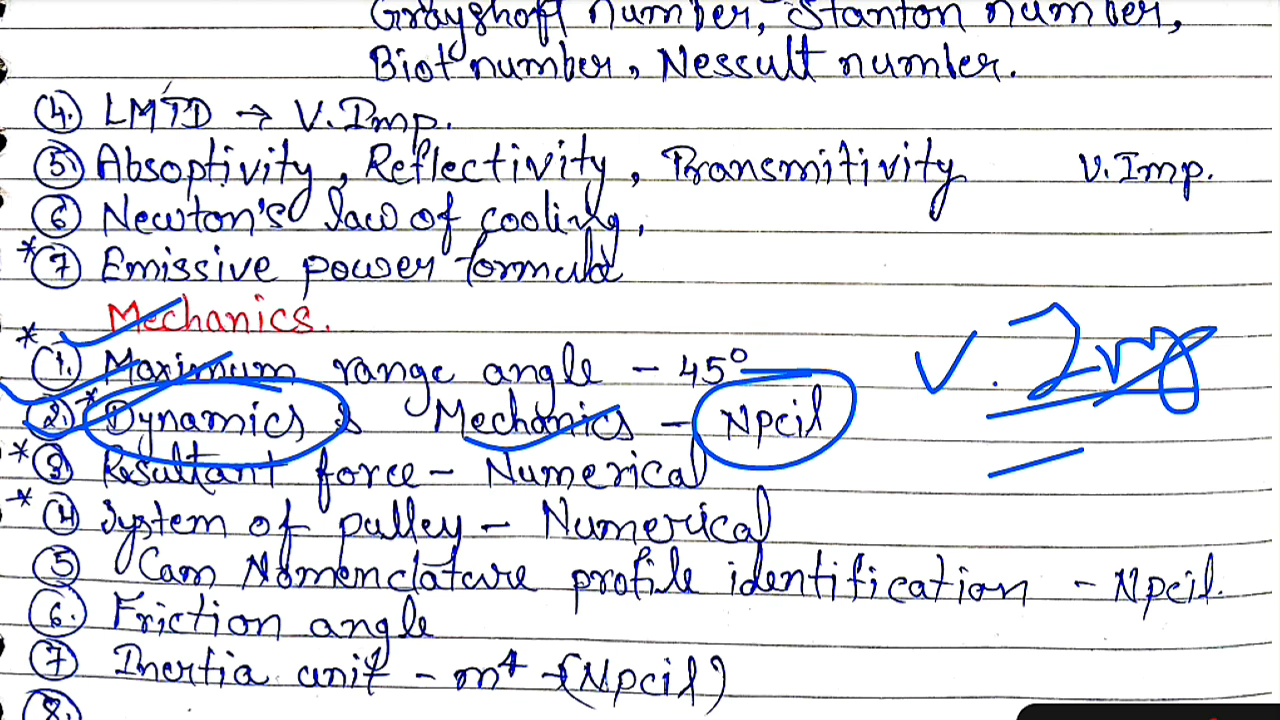 Grayshoff number, Stanton number,
Biot number, Nessult number.
4. LMTD → V.Imp.
5) Absoptivity, Reflectivity, Transmitivity V.Imp.
6 Newton's law of cooling,
*7 Emissive power formula
Mechanics.
*1. Maximum range angle - 45°
2.* Dynamics & Mechanics - Npcil
*3 Resultant force - Numerical
*4 System of pulley - Numerical
5 Cam Nomenclature profile identification - Npcil.
6. Friction angle
7 Inertia unit - m⁴ - (Npcil)
8.
V. Imp